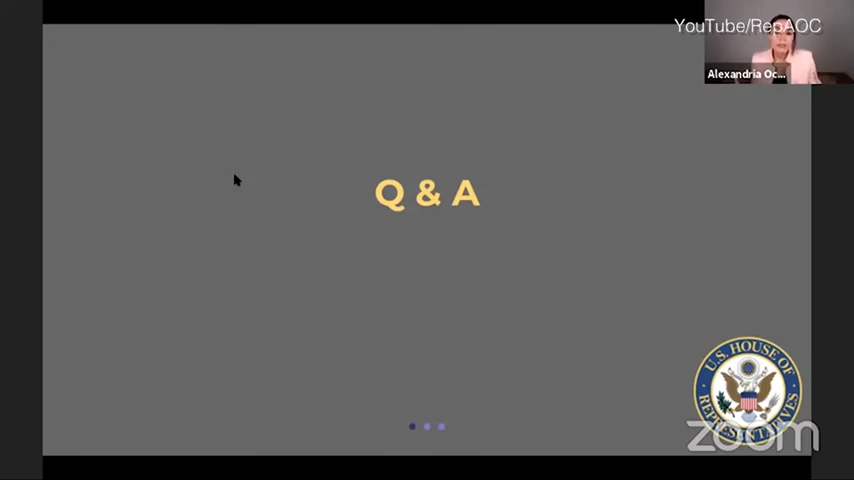 YouTube/RepAOC
Alexandria Oc...
Q & A
U.S. HOUSE OF
REPRESENTATIVES
zoom